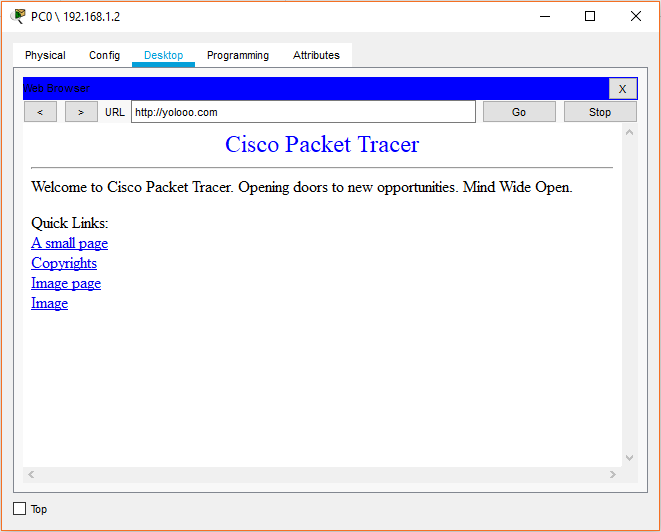 PC0 \ 192.168.1.2
Physical Config Desktop Programming Attributes
Web Browser X
< > URL http://yolooo.com Go Stop
Cisco Packet Tracer
Welcome to Cisco Packet Tracer. Opening doors to new opportunities. Mind Wide Open.
Quick Links:
A small page
Copyrights
Image page
Image
Top